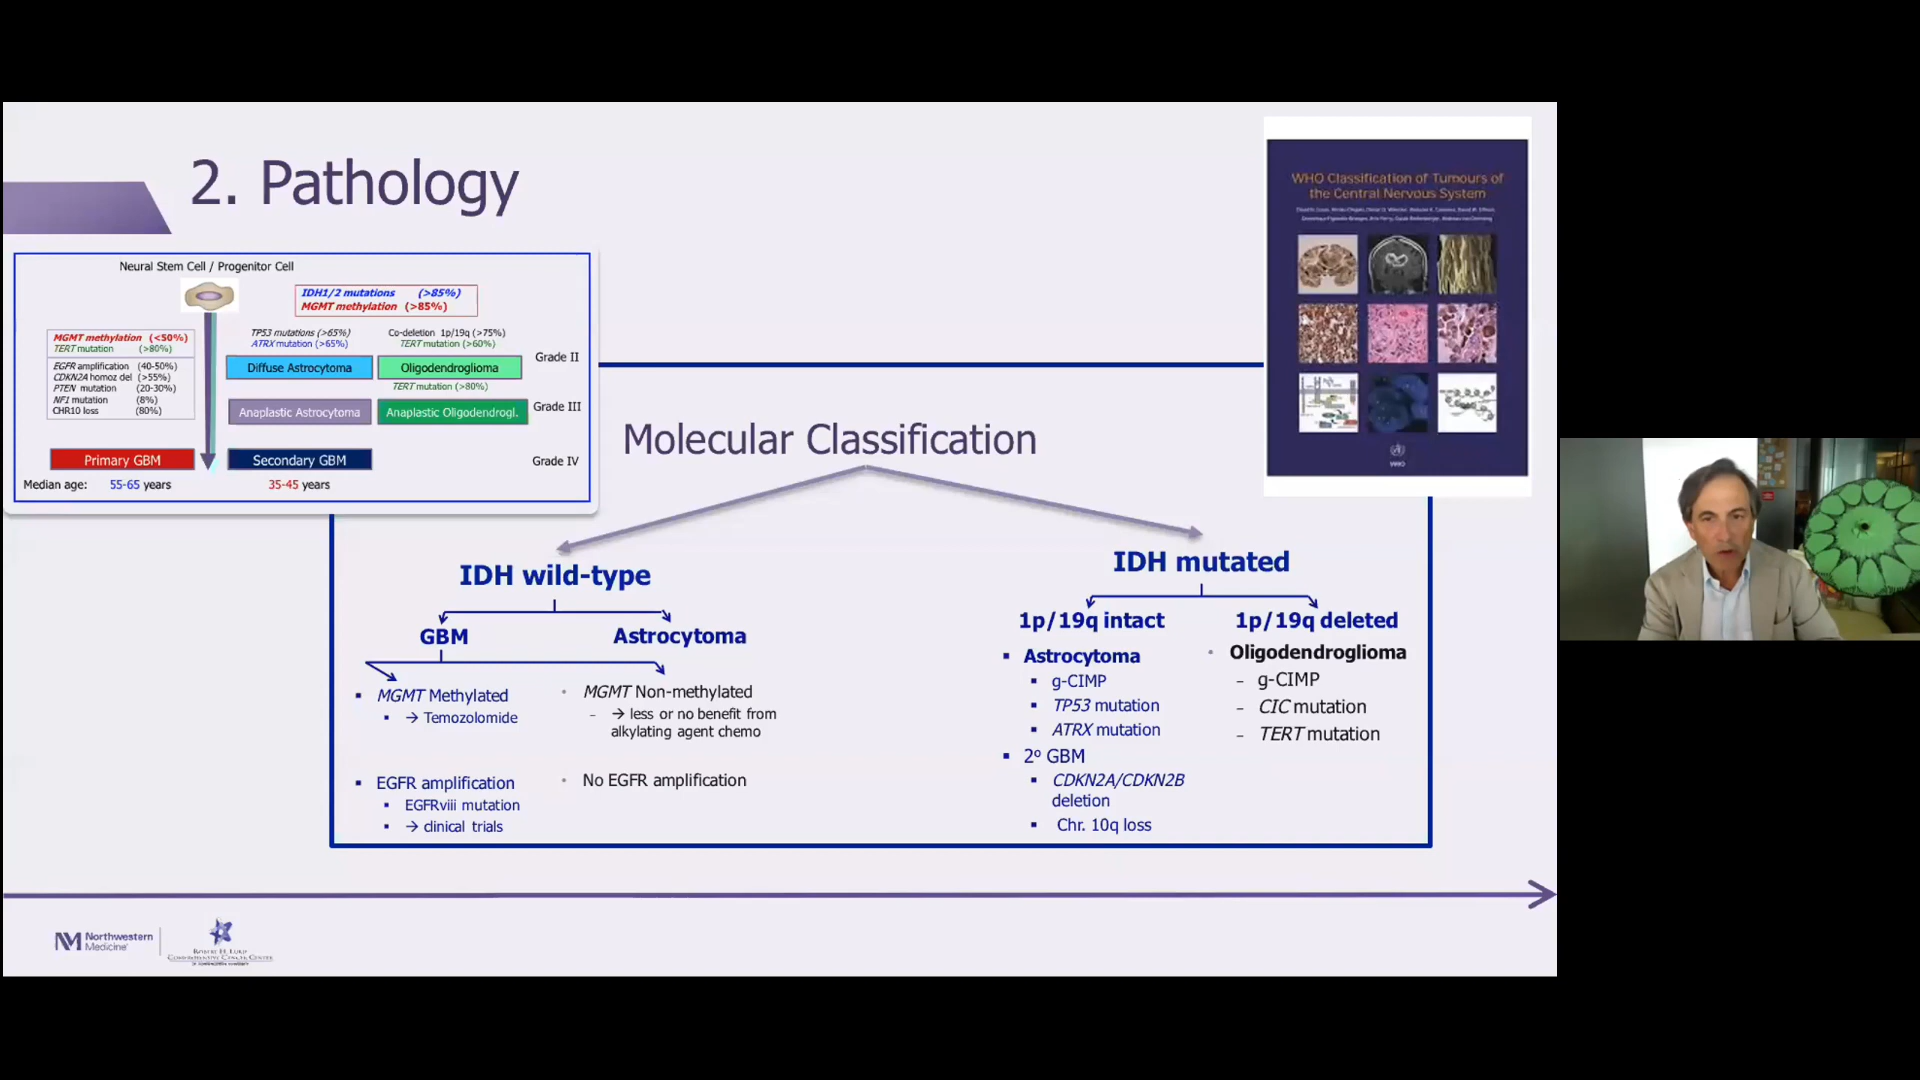 2. Pathology
WHO Classification of Tumours of
the Central Nervous System
WHO
Neural Stem Cell / Progenitor Cell
IDH1/2 mutations (>85%)
MGMT methylation (>85%)
MGMT methylation (<50%)
TERT mutation (>80%)
EGFR amplification (40-50%)
CDKN2A homoz del (>55%)
PTEN mutation (20-30%)
NF1 mutation (8%)
CHR10 loss (80%)
TP53 mutations (>65%)
ATRX mutation (>65%)
Co-deletion 1p/19q (>75%)
TERT mutation (>60%)
Grade II
Diffuse Astrocytoma
Oligodendroglioma
TERT mutation (>80%)
Anaplastic Astrocytoma
Anaplastic Oligodendrogl.
Grade III
Primary GBM
Secondary GBM
Grade IV
Median age: 55-65 years 35-45 years
Molecular Classification
IDH wild-type
GBM
Astrocytoma
MGMT Methylated
→ Temozolomide
MGMT Non-methylated
→ less or no benefit from
alkylating agent chemo
EGFR amplification
EGFRviii mutation
→ clinical trials
No EGFR amplification
IDH mutated
1p/19q intact
Astrocytoma
g-CIMP
TP53 mutation
ATRX mutation
2º GBM
CDKN2A/CDKN2B
deletion
Chr. 10q loss
1p/19q deleted
Oligodendroglioma
g-CIMP
CIC mutation
TERT mutation
Northwestern
Medicine
ROBERT H. LURIE
COMPREHENSIVE CANCER CENTER